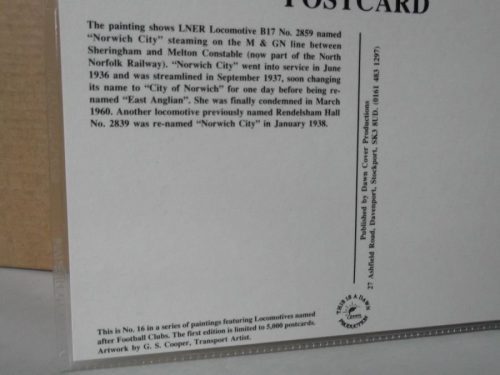 POSTCARD
The painting shows LNER Locomotive B17 No. 2859 named
"Norwich City" steaming on the M & GN line between
Sheringham and Melton Constable (now part of the North
Norfolk Railway). "Norwich City" went into service in June
1936 and was streamlined in September 1937, soon changing
its name to "City of Norwich" for one day before being re-
named "East Anglian". She was finally condemned in March
1960. Another locomotive previously named Rendelsham Hall
No. 2839 was re-named "Norwich City" in January 1938.
Published by Dawn Cover Productions
27 Ashfield Road, Davenport, Stockport, SK3 8UD. (0161 483 1297)
THIS IS A DAWN
PRODUCTION
This is No. 16 in a series of paintings featuring Locomotives named
after Football Clubs. The first edition is limited to 5,000 postcards.
Artwork by G. S. Cooper, Transport Artist.